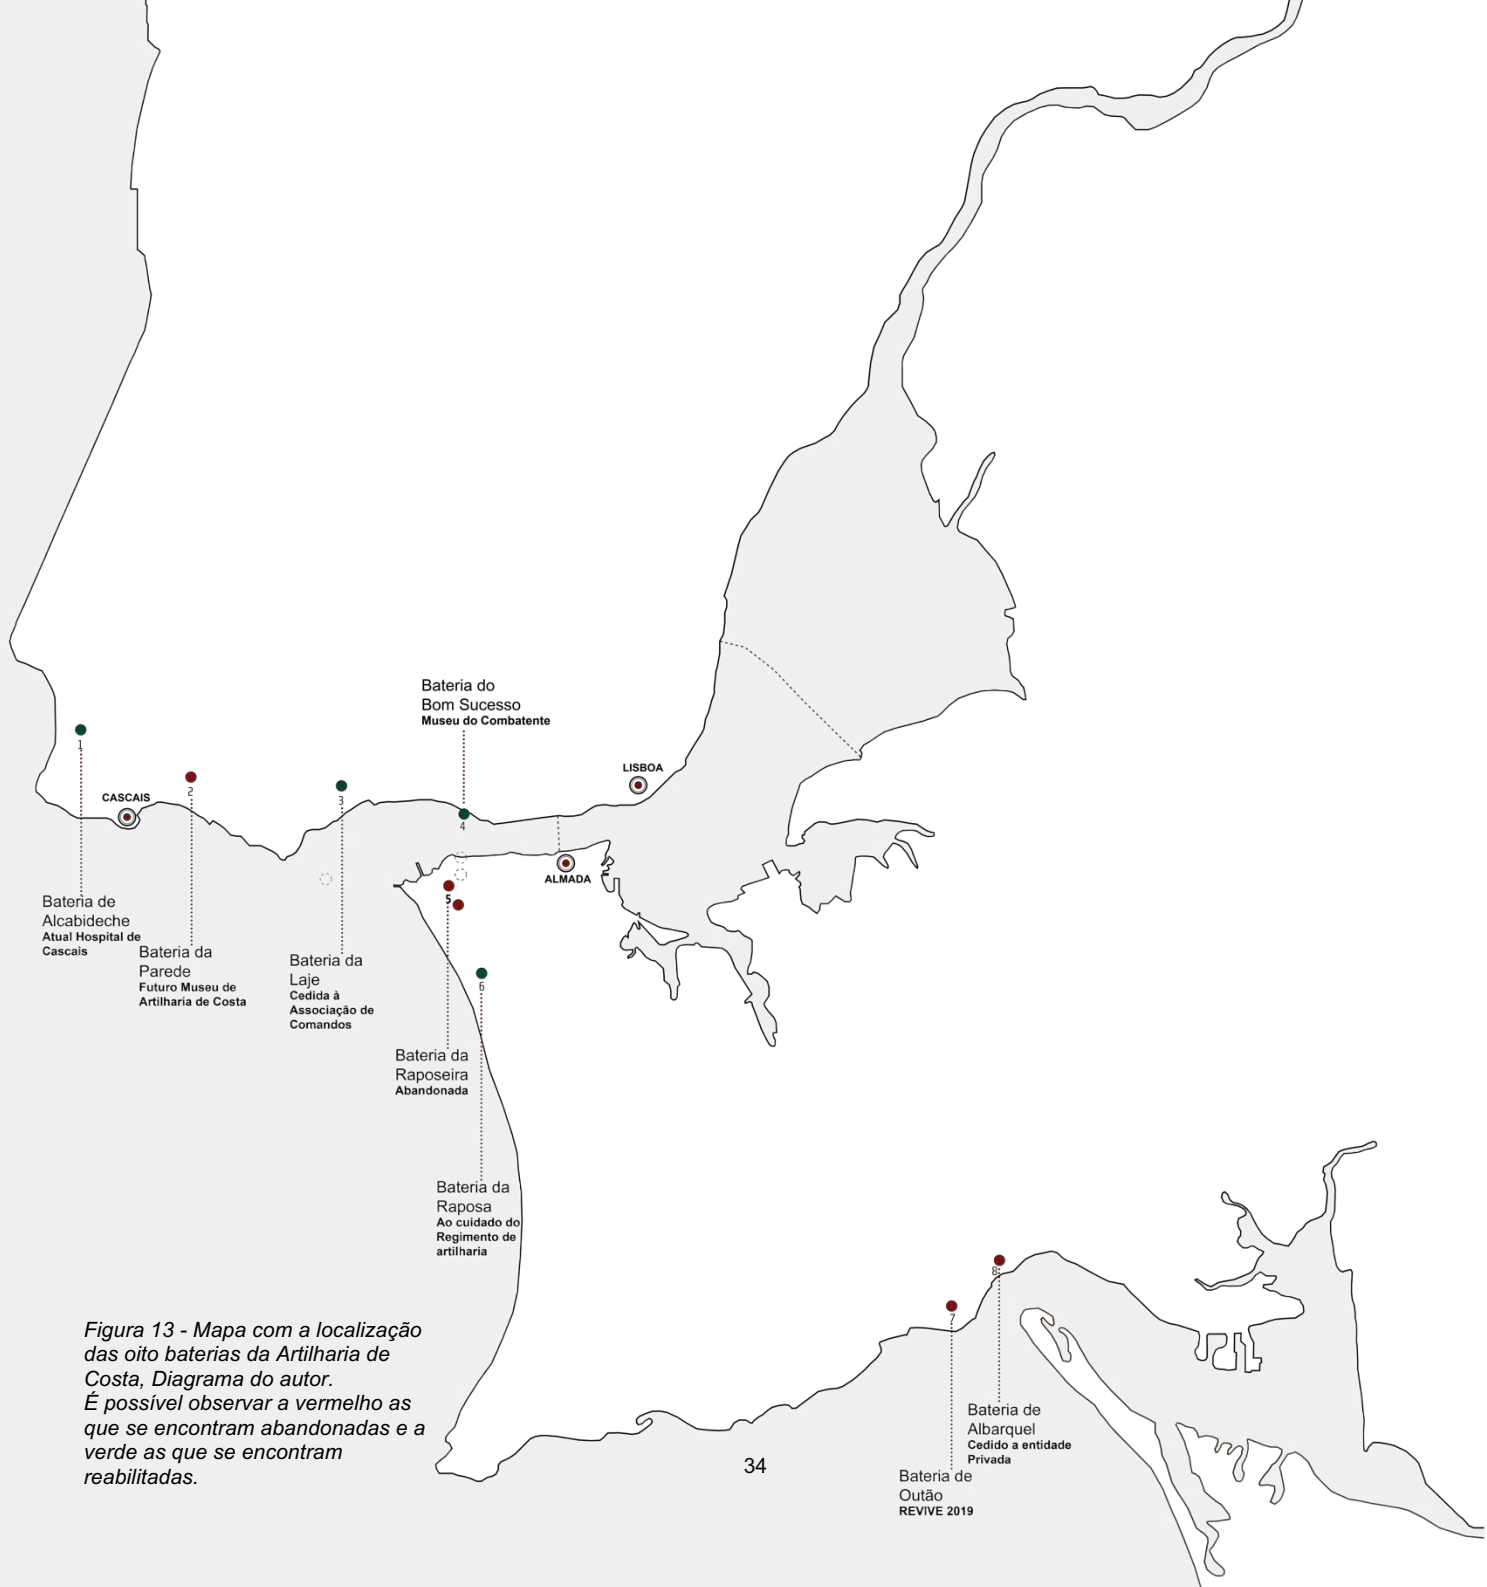 Bateria do
Bom Sucesso
Museu do Combatente
LISBOA
1
2
3
CASCAIS
4
ALMADA
5
Bateria de
Alcabideche
Atual Hospital de
Cascais
Bateria da
Parede
Futuro Museu de
Artilharia de Costa
Bateria da
Laje
Cedida à
Associação de
Comandos
6
Bateria da
Raposeira
Abandonada
Bateria da
Raposa
Ao cuidado do
Regimento de
artilharia
8
7
Figura 13 - Mapa com a localização
das oito baterias da Artilharia de
Costa, Diagrama do autor.
É possível observar a vermelho as
que se encontram abandonadas e a
verde as que se encontram
reabilitadas.
Bateria de
Albarquel
Cedido a entidade
Privada
34
Bateria de
Outão
REVIVE 2019